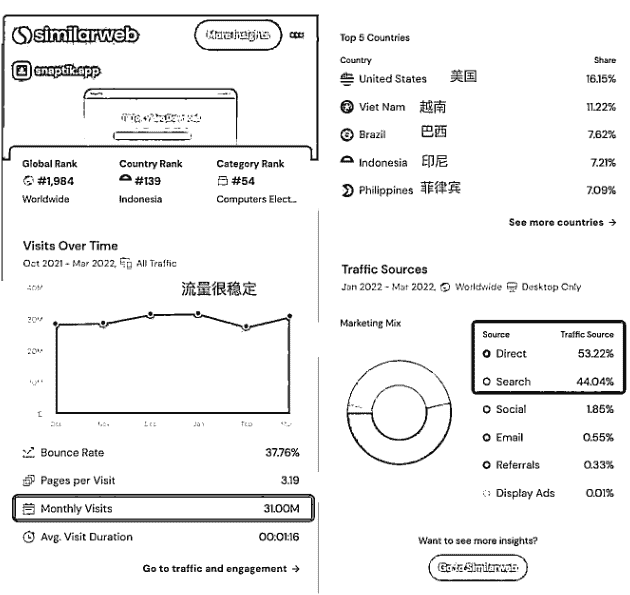 similarweb
snaptik.app
Global Rank
#1,984
Worldwide
Country Rank
#139
Indonesia
Category Rank
#54
Computers Elect...
Visits Over Time
Oct 2021 - Mar 2022, All Traffic
流量很稳定
40M
30M
20M
Bounce Rate 37.76%
Pages per Visit 3.19
Monthly Visits 31.00M
Avg. Visit Duration 00:01:16
Go to traffic and engagement →
Top 5 Countries
Country Share
United States 美国 16.15%
Viet Nam 越南 11.22%
Brazil 巴西 7.62%
Indonesia 印尼 7.21%
Philippines 菲律宾 7.09%
See more countries →
Traffic Sources
Jan 2022 - Mar 2022, Worldwide Desktop Only
Marketing Mix
Source Traffic Source
Direct 53.22%
Search 44.04%
Social 1.85%
Email 0.55%
Referrals 0.33%
Display Ads 0.01%
Want to see more insights?
Go to Similarweb